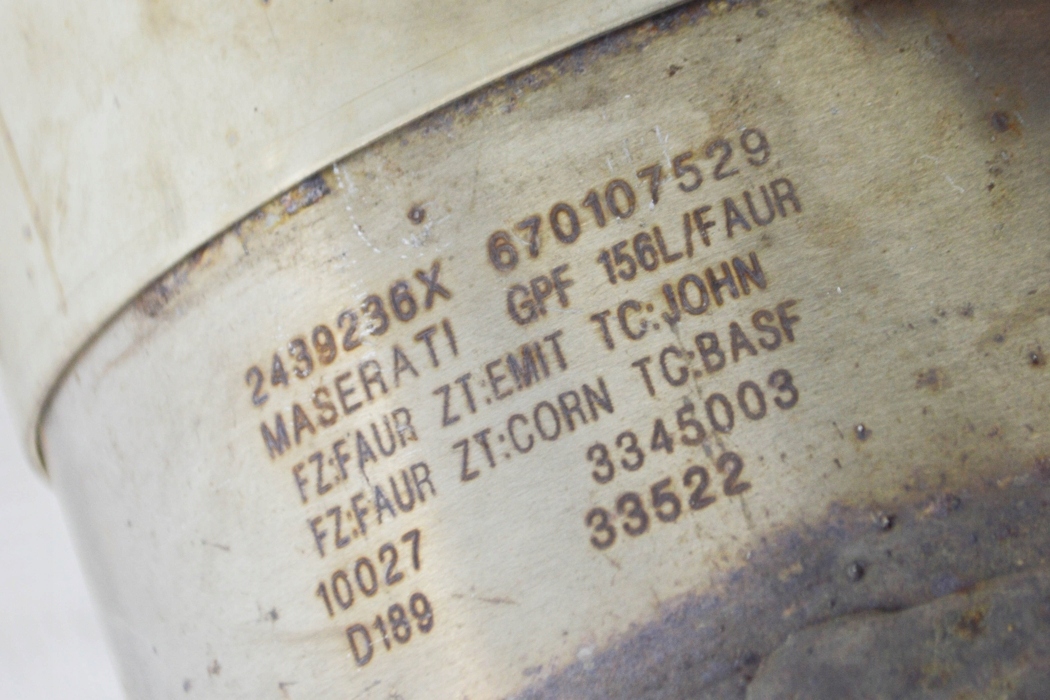 2439236X 670107529
MASERATI GPF 156L/FAUR
FZ:FAUR ZT:EMIT TC:JOHN
FZ:FAUR ZT:CORN TC:BASF
10027 3345003
D189 33522